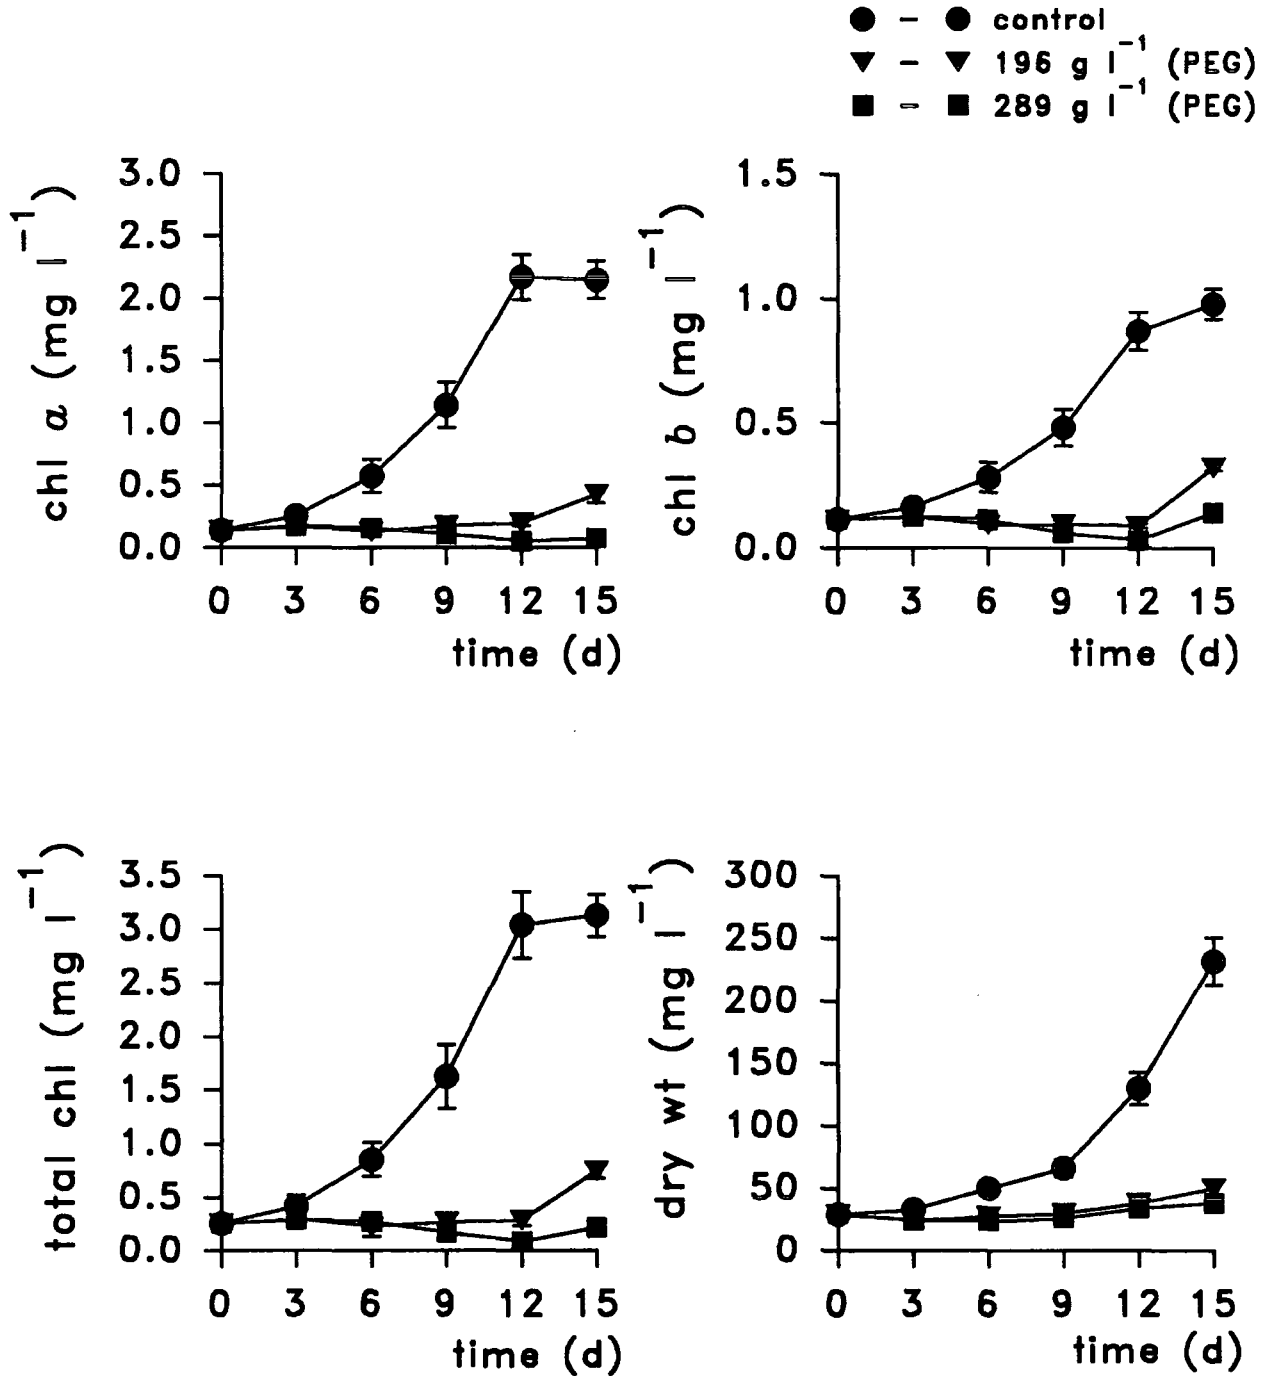 control
196 g l⁻¹ (PEG)
289 g l⁻¹ (PEG)
chl a (mg l⁻¹)
3.0
2.5
2.0
1.5
1.0
0.5
0.0
0 3 6 9 12 15
time (d)
chl b (mg l⁻¹)
1.5
1.0
0.5
0.0
0 3 6 9 12 15
time (d)
total chl (mg l⁻¹)
3.5
3.0
2.5
2.0
1.5
1.0
0.5
0.0
0 3 6 9 12 15
time (d)
dry wt (mg l⁻¹)
300
250
200
150
100
50
0
0 3 6 9 12 15
time (d)